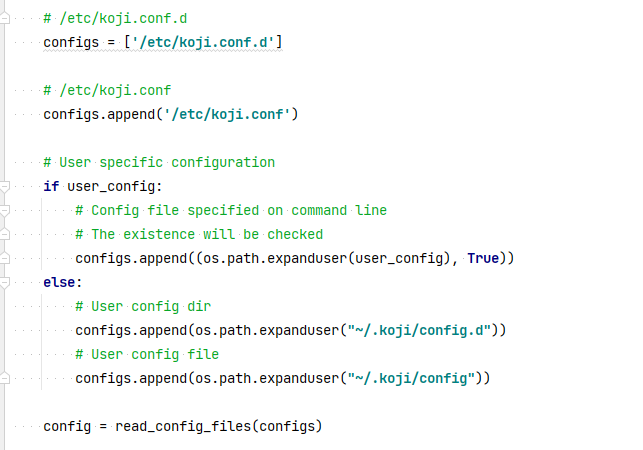 # /etc/koji.conf.d
configs = ['/etc/koji.conf.d']
# /etc/koji.conf
configs.append('/etc/koji.conf')
# User specific configuration
if user_config:
# Config file specified on command line
# The existence will be checked
configs.append((os.path.expanduser(user_config), True))
else:
# User config dir
configs.append(os.path.expanduser("~/.koji/config.d"))
# User config file
configs.append(os.path.expanduser("~/.koji/config"))
config = read_config_files(configs)